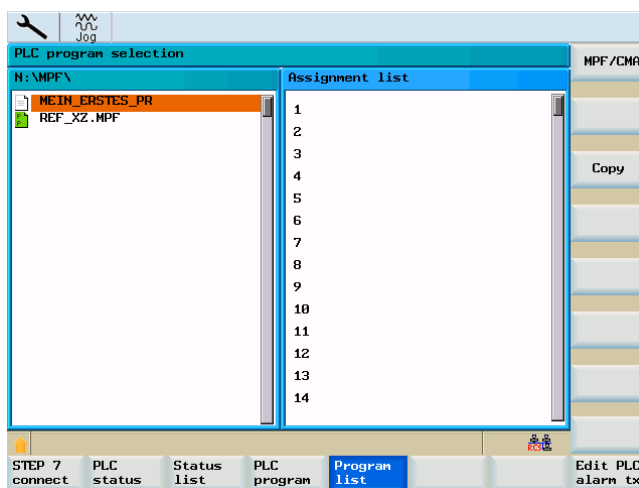 Jog
PLC program selection
MPF/CMA
N:\MPF\
Assignment list
MEIN_ERSTES_PR
REF_XZ.MPF
1
2
3
Copy
4
5
6
7
8
9
10
11
12
13
14
RCS
STEP 7 connect
PLC status
Status list
PLC program
Program list
Edit PLC alarm tx